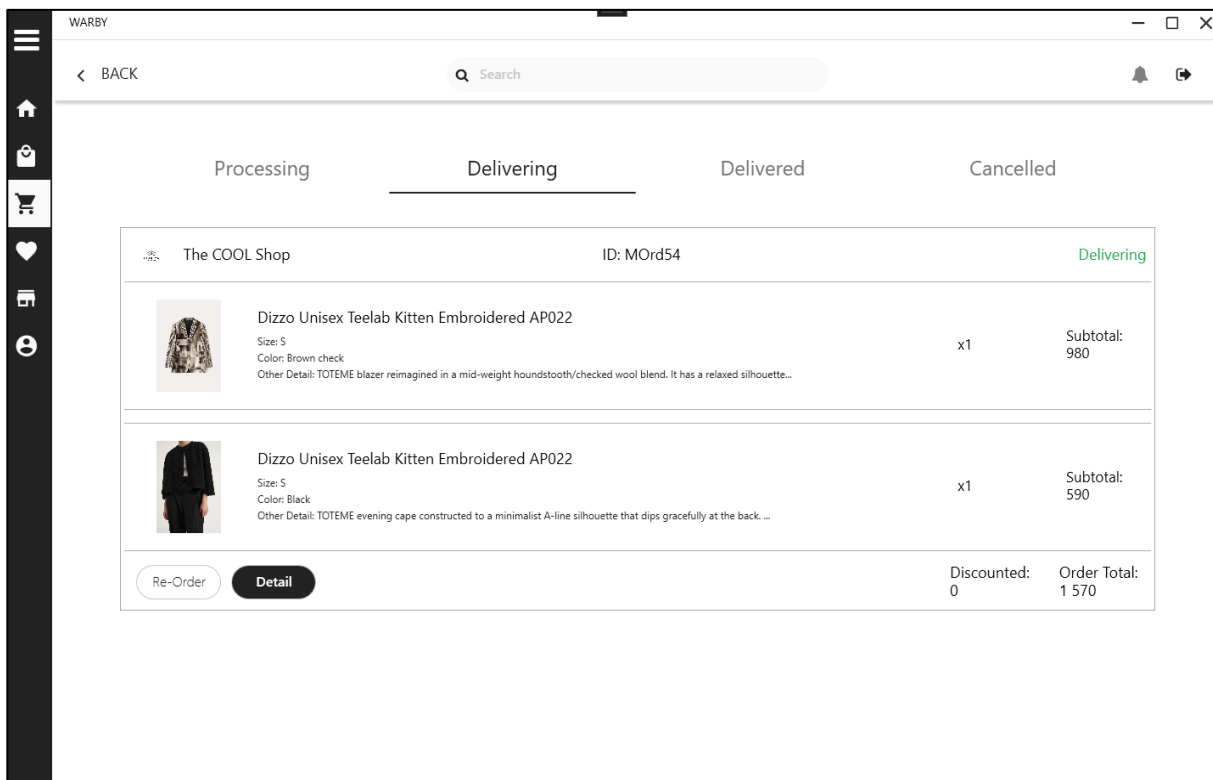 WARBY
BACK
Search
Processing Delivering Delivered Cancelled
The COOL Shop ID: MOrd54 Delivering
Dizzo Unisex Teelab Kitten Embroidered AP022
Size: S
Color: Brown check
Other Detail: TOTEME blazer reimagined in a mid-weight houndstooth/checked wool blend. It has a relaxed silhouette...
x1
Subtotal:
980
Dizzo Unisex Teelab Kitten Embroidered AP022
Size: S
Color: Black
Other Detail: TOTEME evening cape constructed to a minimalist A-line silhouette that dips gracefully at the back. ...
x1
Subtotal:
590
Re-Order Detail
Discounted:
0
Order Total:
1 570